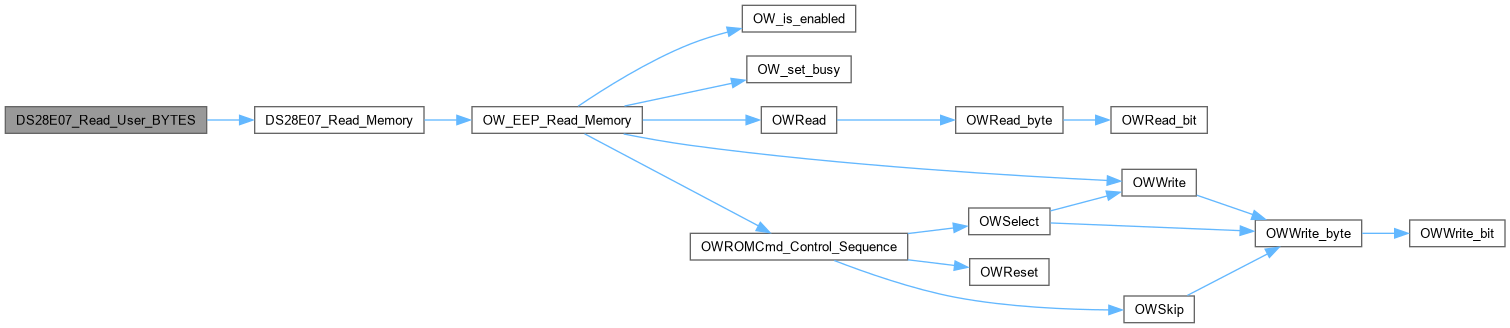 DS28E07_Read_User_BYTES
DS28E07_Read_Memory
OW_EEP_Read_Memory
OW_is_enabled
OW_set_busy
OWRead
OWRead_byte
OWRead_bit
OWWrite
OWROMCmd_Control_Sequence
OWSelect
OWReset
OWSkip
OWWrite_byte
OWWrite_bit